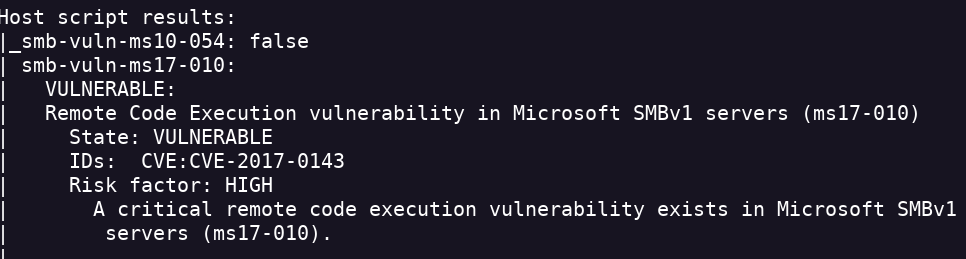 Host script results:
|_smb-vuln-ms10-054: false
| smb-vuln-ms17-010:
|   VULNERABLE:
|   Remote Code Execution vulnerability in Microsoft SMBv1 servers (ms17-010)
|     State: VULNERABLE
|     IDs:  CVE:CVE-2017-0143
|     Risk factor: HIGH
|       A critical remote code execution vulnerability exists in Microsoft SMBv1
|        servers (ms17-010).
|